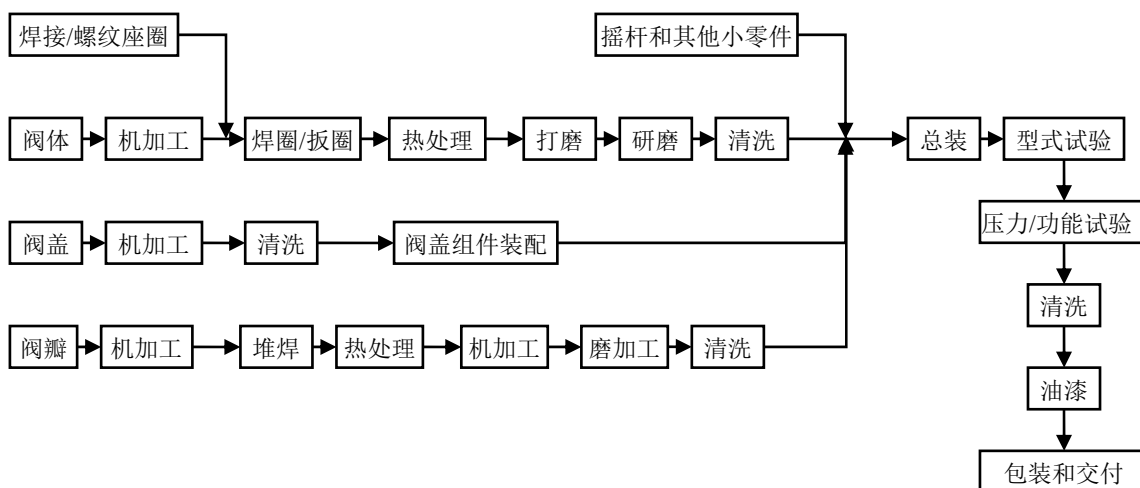 焊接/螺纹座圈
摇杆和其他小零件
阀体
机加工
焊圈/扳圈
热处理
打磨
研磨
清洗
总装
型式试验
压力/功能试验
阀盖
机加工
清洗
阀盖组件装配
清洗
阀瓣
机加工
堆焊
热处理
机加工
磨加工
清洗
油漆
包装和交付